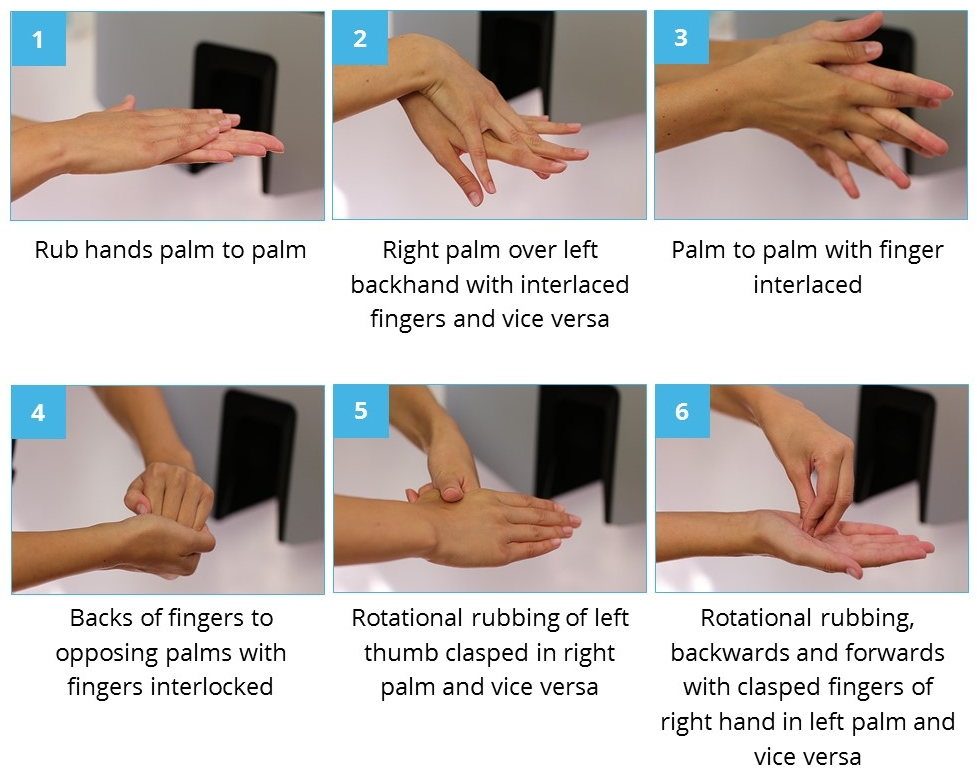 1
2
3
Rub hands palm to palm
Right palm over left
backhand with interlaced
fingers and vice versa
Palm to palm with finger
interlaced
4
5
6
Backs of fingers to
opposing palms with
fingers interlocked
Rotational rubbing of left
thumb clasped in right
palm and vice versa
Rotational rubbing,
backwards and forwards
with clasped fingers of
right hand in left palm and
vice versa